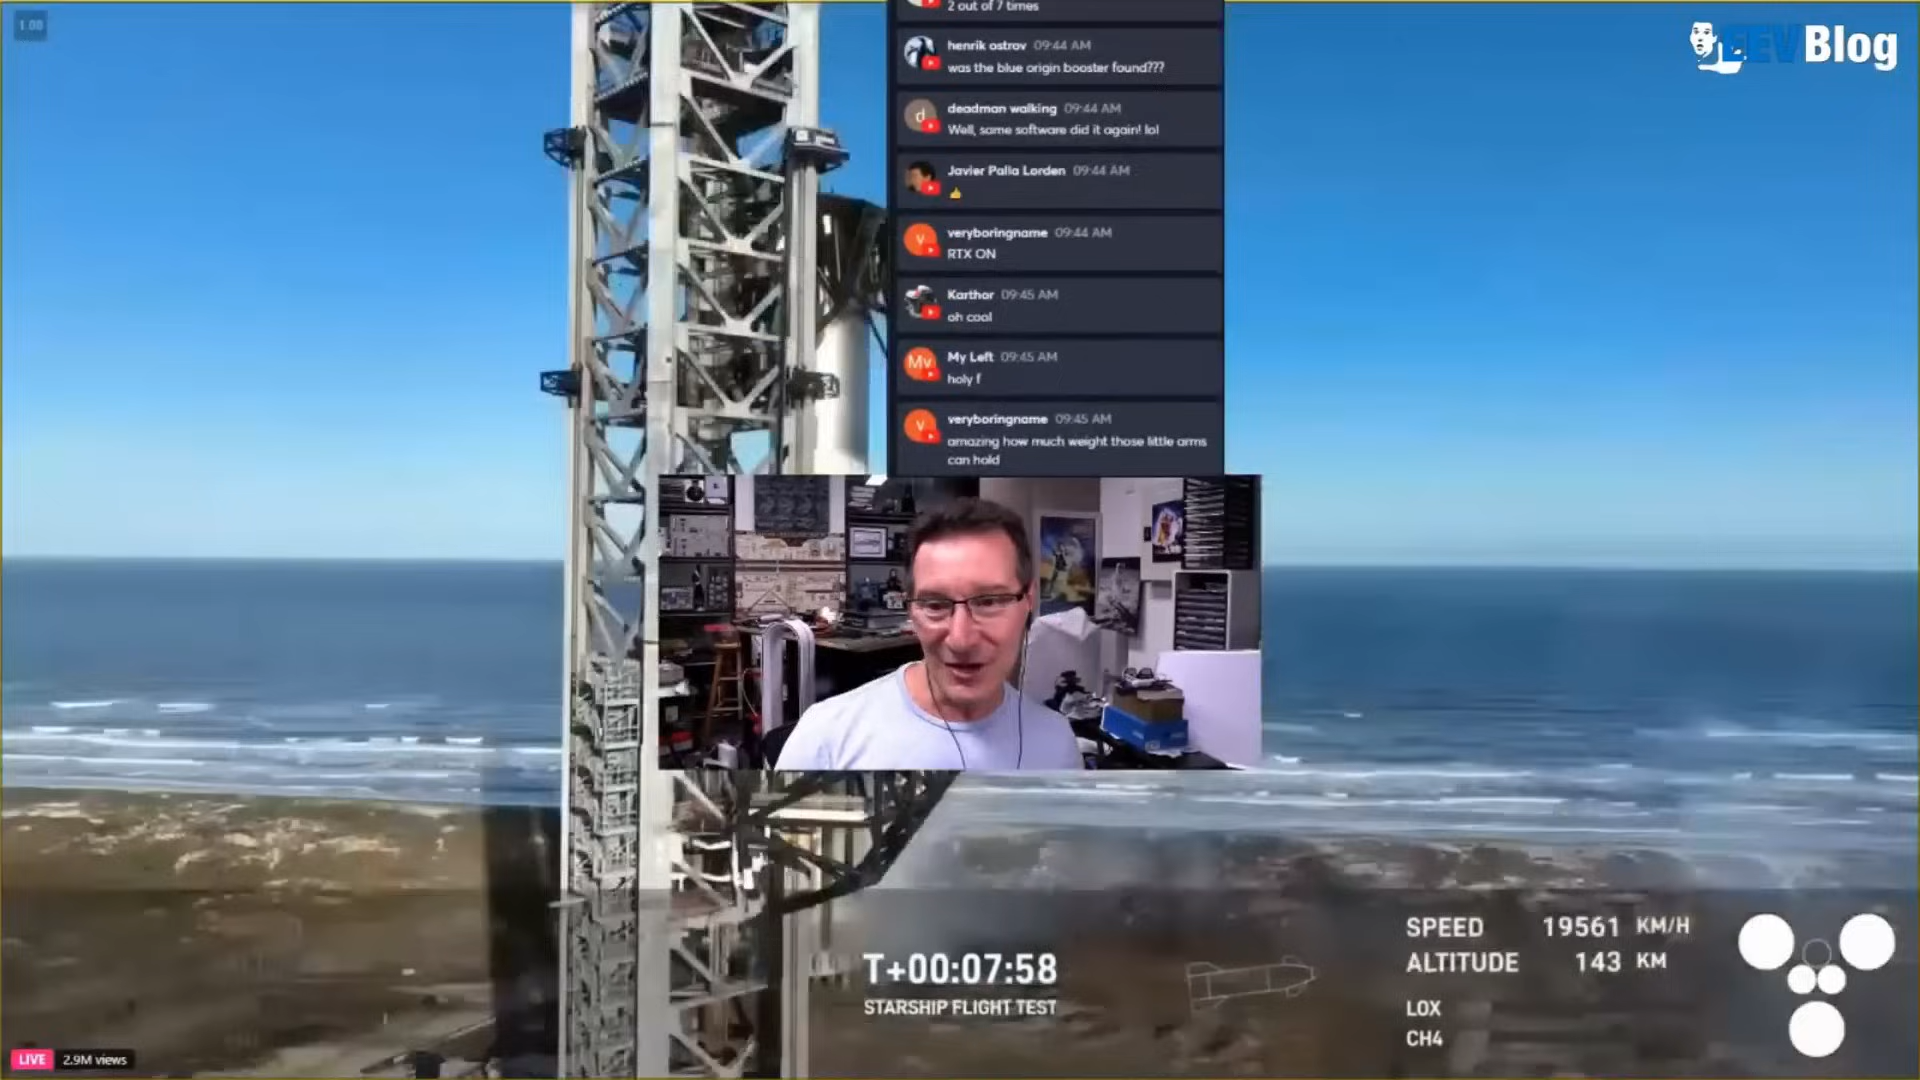 1.00
2 out of 7 times
EEVBlog
henrik ostrov 09:44 AM
was the blue origin booster found???
d
deadman walking 09:44 AM
Well, same software did it again! lol
Javier Palla Lorden 09:44 AM
👍
V
veryboringname 09:44 AM
RTX ON
Karthor 09:45 AM
oh cool
Mv
My Left 09:45 AM
holy f
V
veryboringname 09:45 AM
amazing how much weight those little arms
can hold
T+00:07:58
STARSHIP FLIGHT TEST
SPEED 19561 KM/H
ALTITUDE 143 KM
LOX
CH4
LIVE 2.9M views